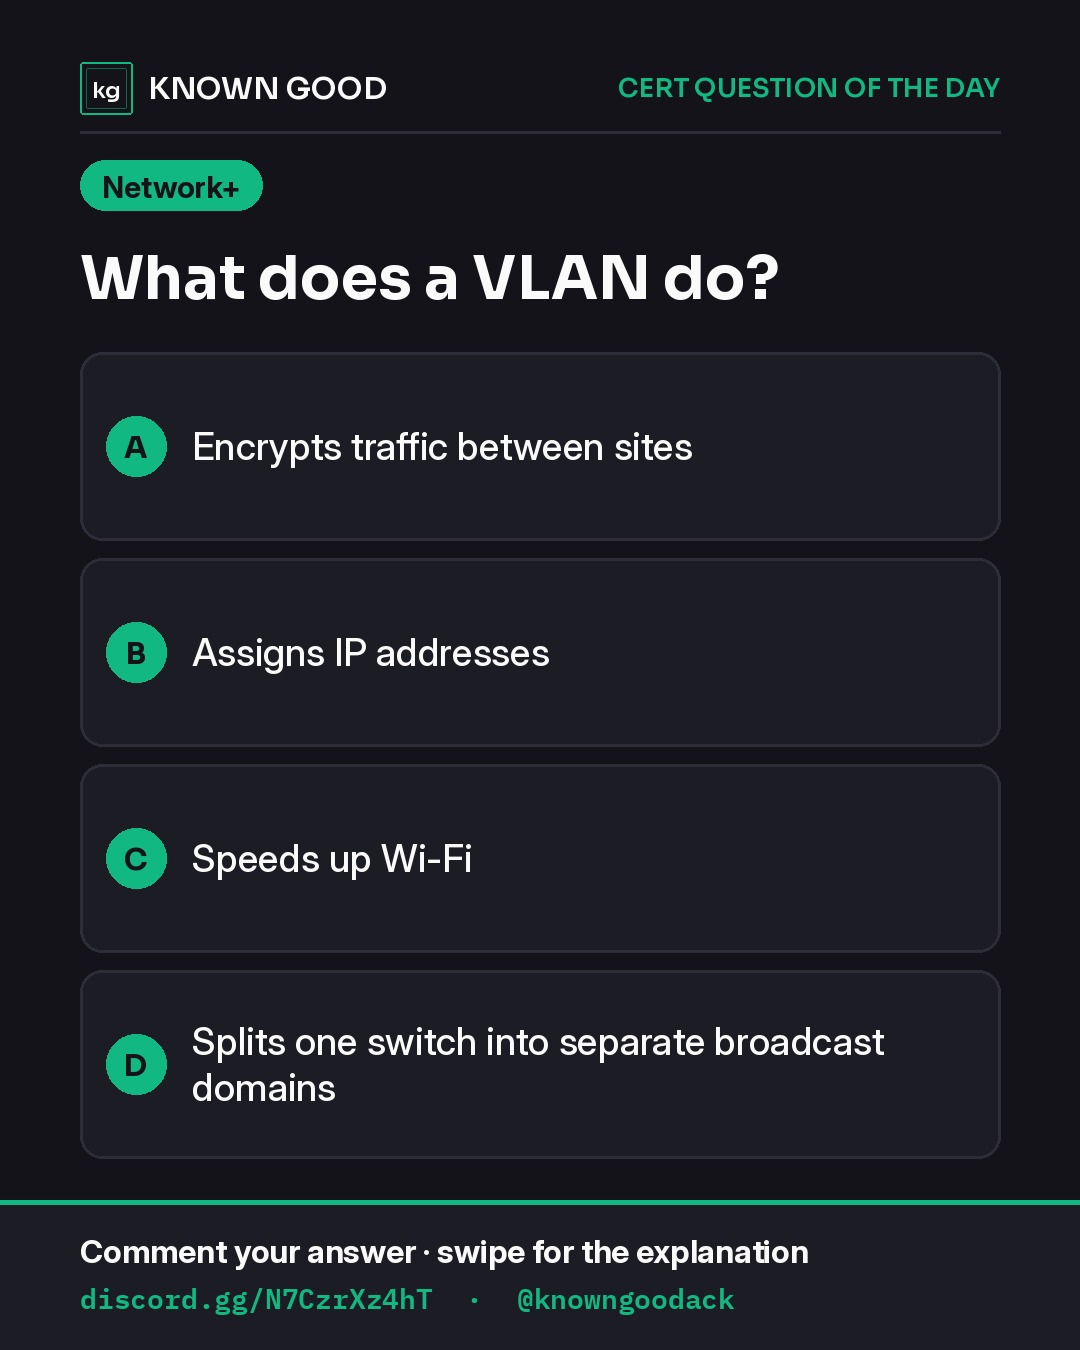 kg KNOWN GOOD
CERT QUESTION OF THE DAY
Network+
What does a VLAN do?
A Encrypts traffic between sites
B Assigns IP addresses
C Speeds up Wi-Fi
D Splits one switch into separate broadcast
domains
Comment your answer · swipe for the explanation
discord.gg/N7CzrXz4hT · @knowngoodack